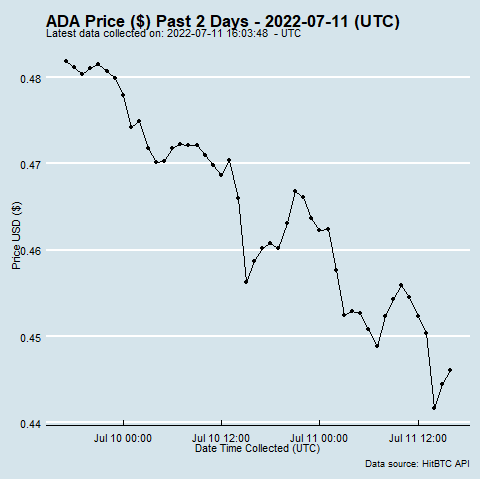 ADA Price ($) Past 2 Days - 2022-07-11 (UTC)
Latest data collected on: 2022-07-11 16:03:48 - UTC
0.48
0.47
0.46
0.45
0.44
Price USD ($)
Jul 10 00:00 Jul 10 12:00 Jul 11 00:00 Jul 11 12:00
Date Time Collected (UTC)
Data source: HitBTC API